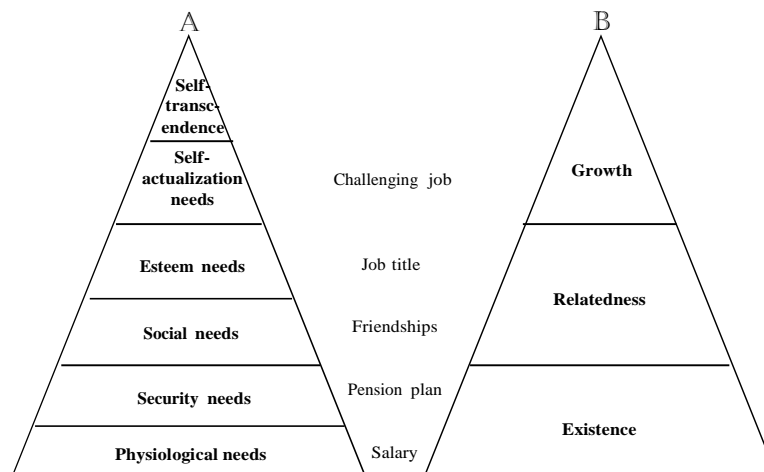 A
B
Self-
transc-
endence
Self-
actualization
needs
Challenging job
Growth
Esteem needs
Job title
Relatedness
Social needs
Friendships
Security needs
Pension plan
Existence
Physiological needs
Salary